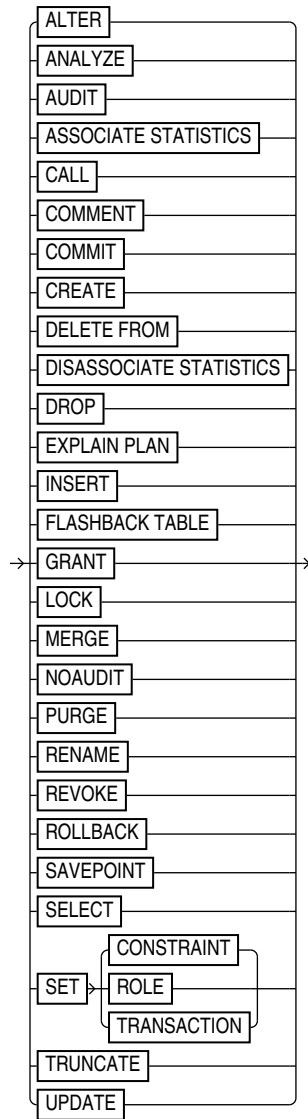 ALTER
ANALYZE
AUDIT
ASSOCIATE STATISTICS
CALL
COMMENT
COMMIT
CREATE
DELETE FROM
DISASSOCIATE STATISTICS
DROP
EXPLAIN PLAN
INSERT
FLASHBACK TABLE
GRANT
LOCK
MERGE
NOAUDIT
PURGE
RENAME
REVOKE
ROLLBACK
SAVEPOINT
SELECT
CONSTRAINT
SET ROLE
TRANSACTION
TRUNCATE
UPDATE